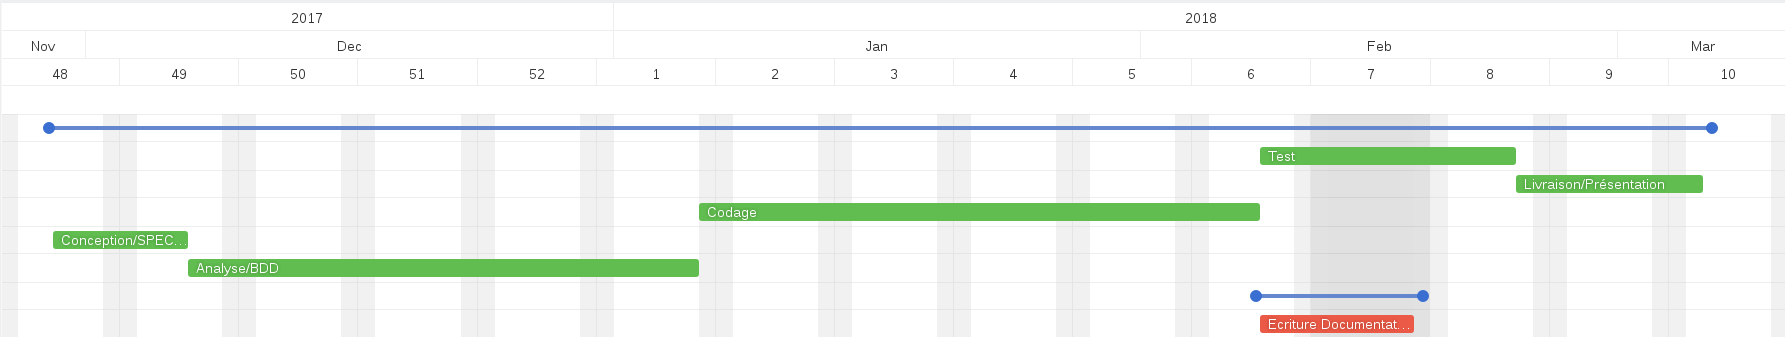 2017 2018
Nov Dec Jan Feb Mar
48 49 50 51 52 1 2 3 4 5 6 7 8 9 10
Test
Livraison/Présentation
Codage
Conception/SPEC...
Analyse/BDD
Ecriture Documentat...